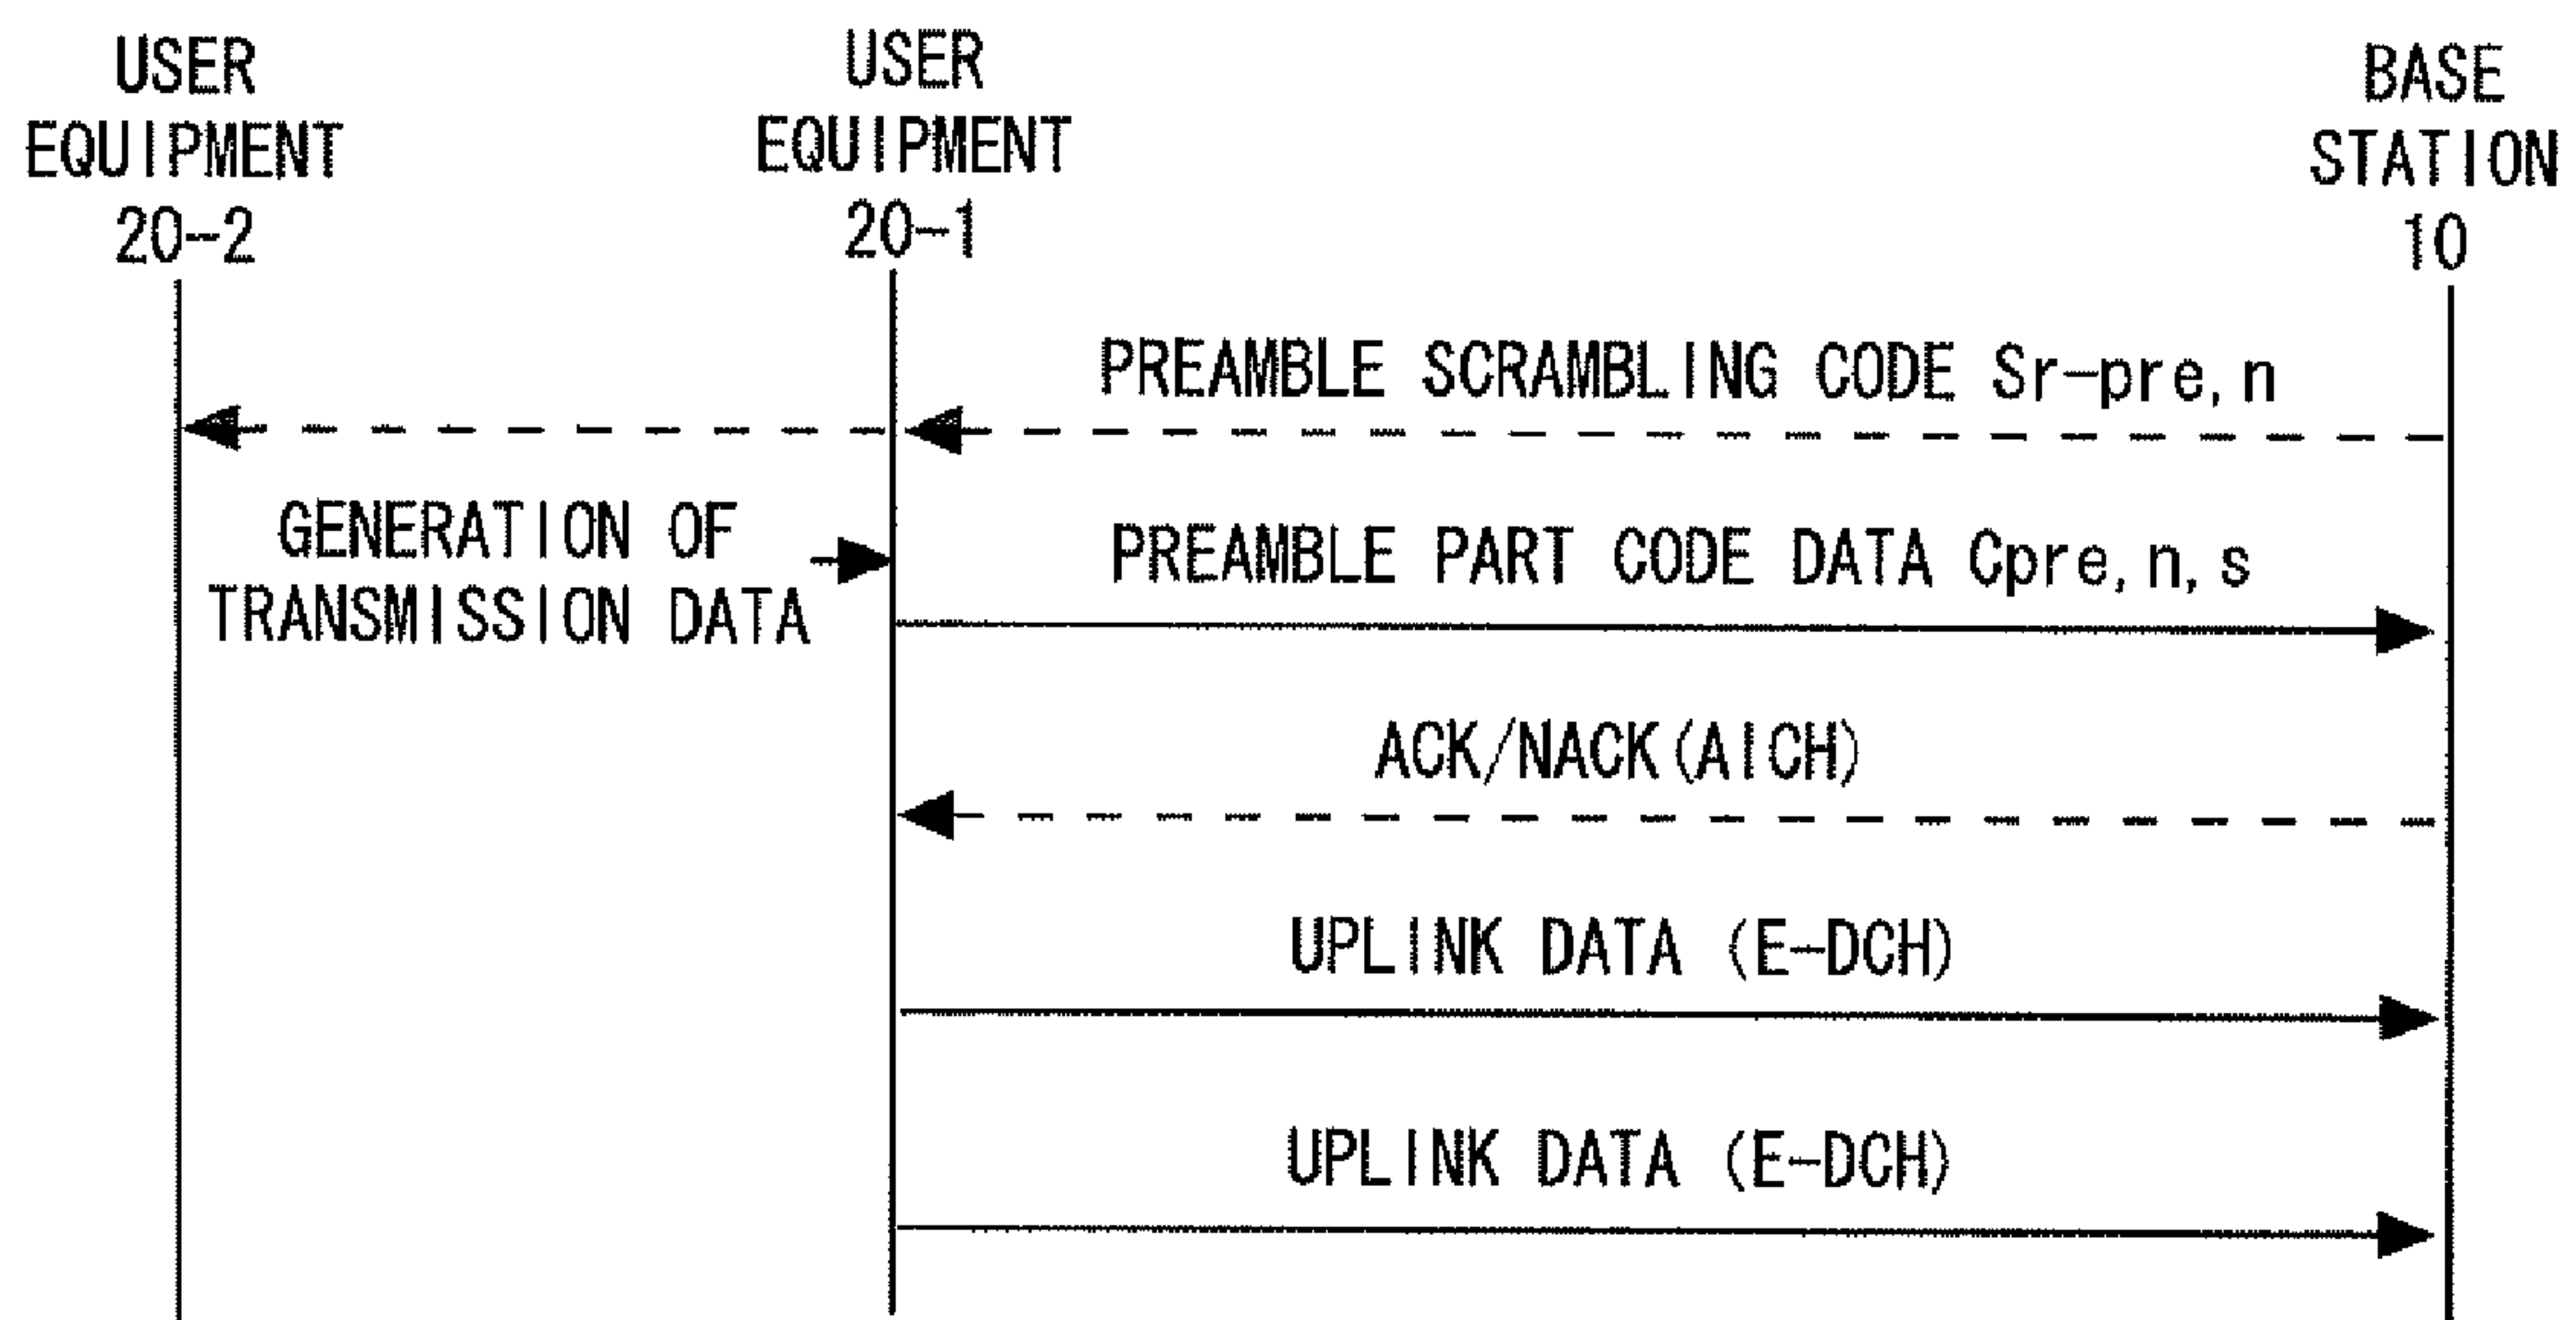 USER
EQUIPMENT
20-2
USER
EQUIPMENT
20-1
BASE
STATION
10
PREAMBLE SCRAMBLING CODE Sr-pre,n
GENERATION OF
TRANSMISSION DATA
PREAMBLE PART CODE DATA Cpre,n,s
ACK/NACK(AICH)
UPLINK DATA (E-DCH)
UPLINK DATA (E-DCH)